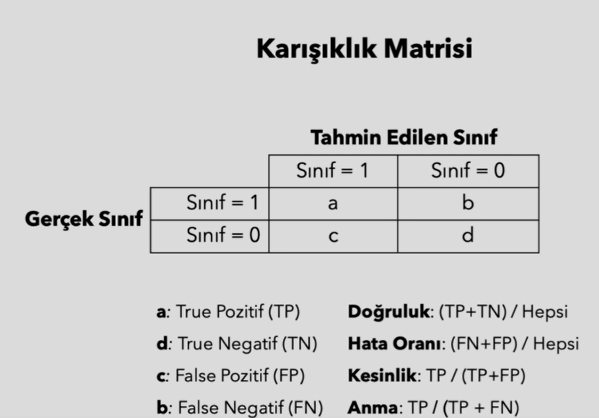 Karışıklık Matrisi
Tahmin Edilen Sınıf
Sınıf = 1 Sınıf = 0
Gerçek Sınıf
Sınıf = 1 a b
Sınıf = 0 c d
a: True Pozitif (TP) Doğruluk: (TP+TN) / Hepsi
d: True Negatif (TN) Hata Oranı: (FN+FP) / Hepsi
c: False Pozitif (FP) Kesinlik: TP / (TP+FP)
b: False Negatif (FN) Anma: TP / (TP + FN)